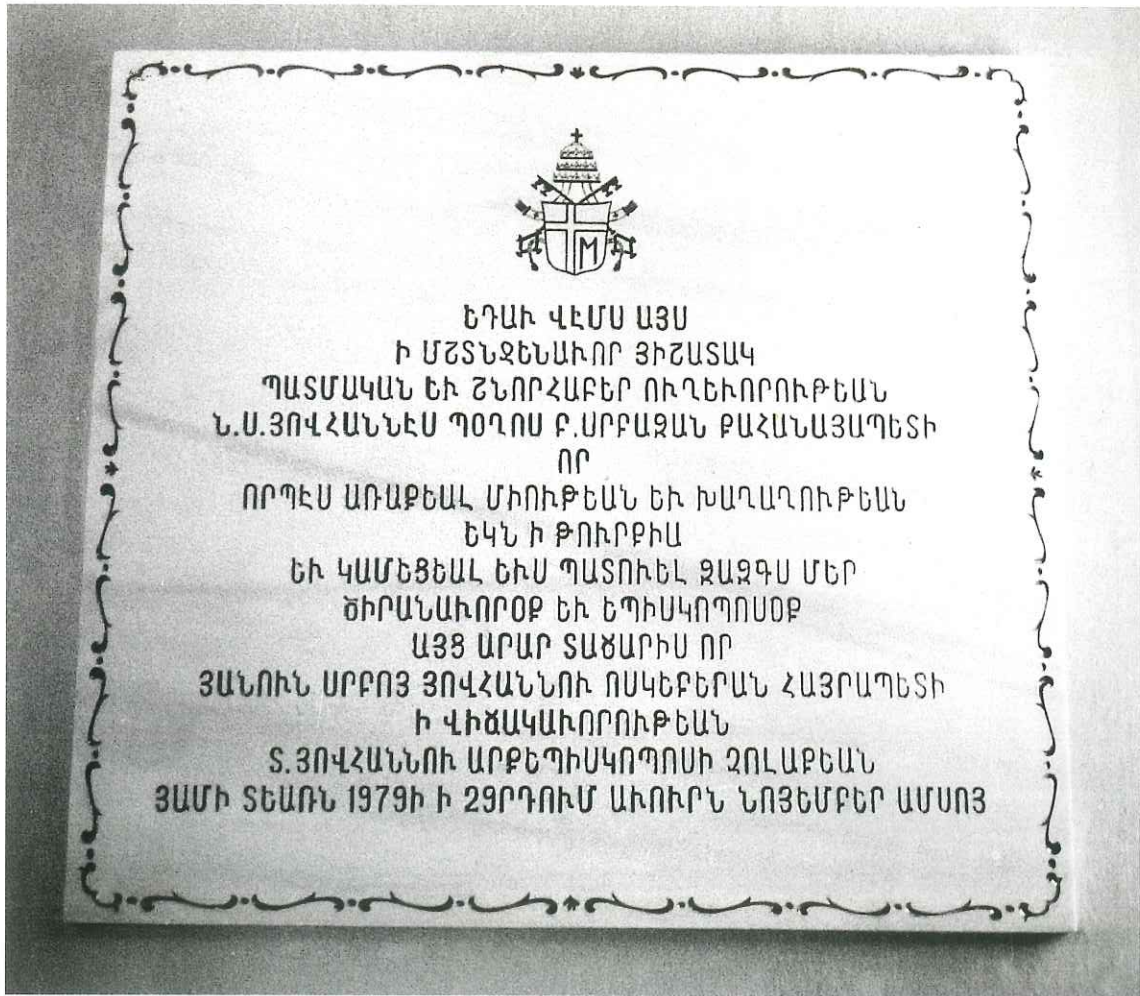 ԵԴԱՒ ՎԷՄՍ ԱՅՍ
Ի ՄՇՏՆՋԵՆԱՒՈՐ ՅԻՇԱՏԱԿ
ՊԱՏՄԱԿԱՆ ԵՒ ՇՆՈՐՀԱԲԵՐ ՈՒՂԵՒՈՐՈՒԹԵԱՆ
Ն.Ս.ՅՈՎՀԱՆՆԷՍ ՊՕՂՈՍ Բ.ՍՐԲԱԶԱՆ ՔԱՀԱՆԱՅԱՊԵՏԻ
ՈՐ
ՈՐՊԷՍ ԱՌԱՔԵԱԼ ՄԻՈՒԹԵԱՆ ԵՒ ԽԱՂԱՂՈՒԹԵԱՆ
ԵԿՆ Ի ԹՈՒՐՔԻԱ
ԵՒ ԿԱՄԵՑԵԱԼ ԵՒՍ ՊԱՏՈՒԵԼ ԶԱԶԳՍ ՄԵՐ
ԾԻՐԱՆԱՒՈՐՕՔ ԵՒ ԵՊԻՍԿՈՊՈՍՕՔ
ԱՅՑ ԱՐԱՐ ՏԱՃԱՐԻՍ ՈՐ
ՅԱՆՈՒՆ ՍՐԲՈՅ ՅՈՎՀԱՆՆՈՒ ՈՍԿԵԲԵՐԱՆ ՀԱՅՐԱՊԵՏԻ
Ի ՎԻՃԱԿԱՒՈՐՈՒԹԵԱՆ
Տ.ՅՈՎՀԱՆՆՈՒ ԱՐՔԵՊԻՍԿՈՊՈՍԻ ՉՈԼԱՔԵԱՆ
ՅԱՄԻ ՏԵԱՌՆ 1979Ի Ի 29ՐԴՈՒՄ ԱՒՈՒՐՆ ՆՈՅԵՄԲԵՐ ԱՄՍՈՅ